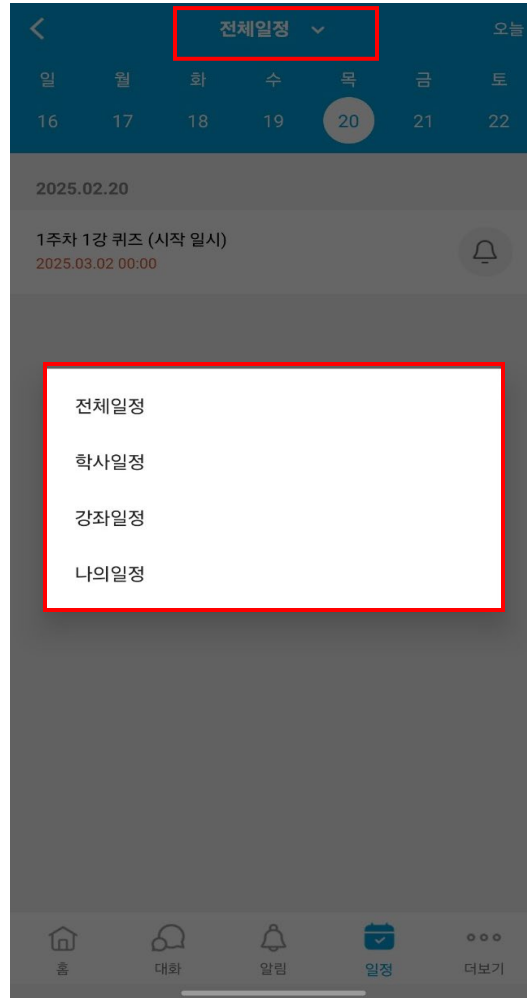 전체일정
오늘
일 월 화 수 목 금 토
16 17 18 19 20 21 22
2025.02.20
1주차 1강 퀴즈 (시작 일시)
2025.03.02 00:00
전체일정
학사일정
강좌일정
나의일정
홈 대화 알림 일정 더보기